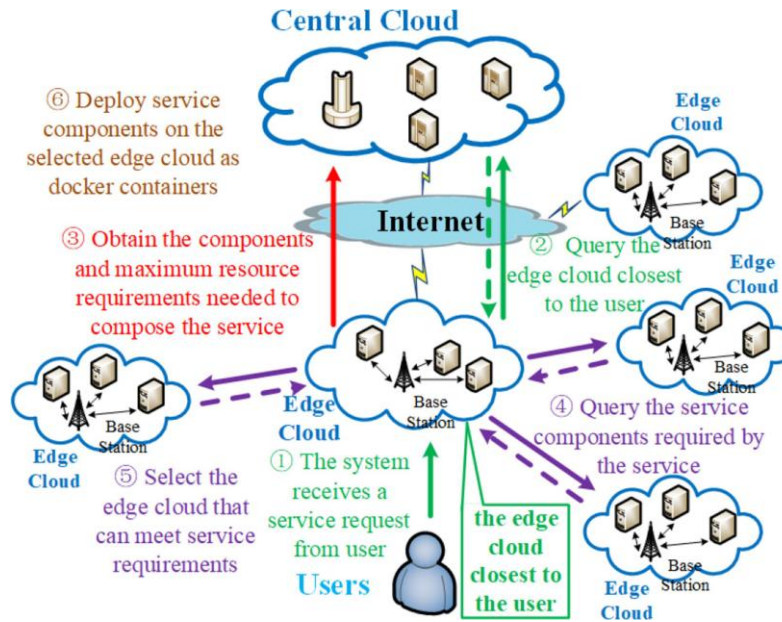 Central Cloud
⑥ Deploy service
components on the
selected edge cloud as
docker containers
Edge
Cloud
Base
Station
Internet
③ Obtain the components
and maximum resource
requirements needed to
compose the service
② Query the
edge cloud closest
to the user
Edge
Cloud
Base
Station
Base
Station
Edge
Cloud
Base
Station
Edge
Cloud
④ Query the service
components required by
the service
① The system
receives a
service request
from user
⑤ Select the
edge cloud that
can meet service
requirements
the edge
cloud
closest to
the user
Users
Base
Station
Edge
Cloud